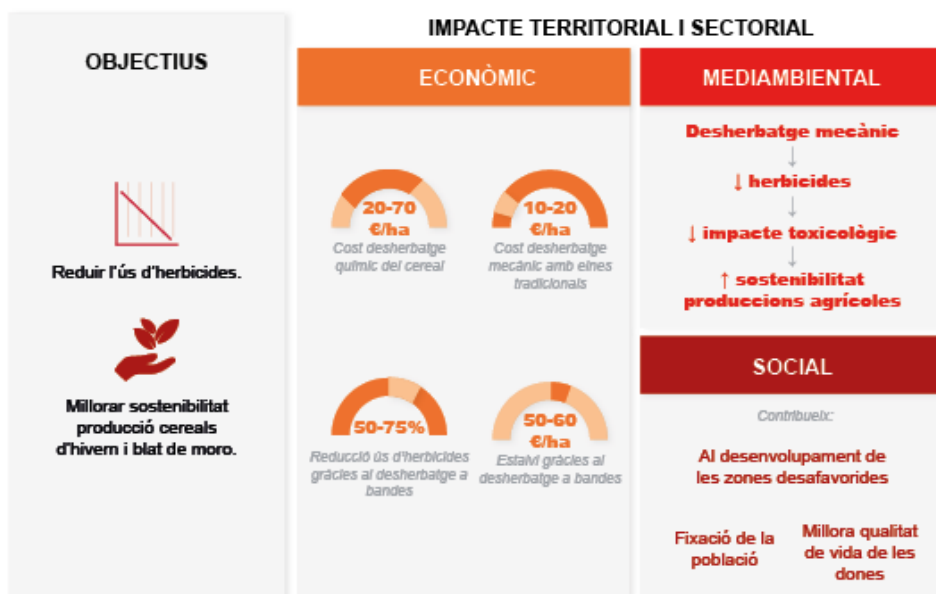 OBJECTIUS
Reduir l'ús d'herbicides.
Millorar sostenibilitat
producció cereals
d'hivern i blat de moro.
IMPACTE TERRITORIAL I SECTORIAL
ECONÒMIC
20-70
€/ha
Cost desherbatge
químic del cereal
10-20
€/ha
Cost desherbatge
mecànic amb eines
tradicionals
50-75%
Reducció ús d'herbicides
gràcies al desherbatge a
bandes
50-60
€/ha
Estalvi gràcies al
desherbatge a bandes
MEDIAMBIENTAL
Desherbatge mecànic
↓
↓ herbicides
↓
↓ impacte toxicològic
↓
↑ sostenibilitat
produccions agrícoles
SOCIAL
Contribueix:
Al desenvolupament de
les zones desafavorides
Fixació de la
població
Millora qualitat
de vida de les
dones